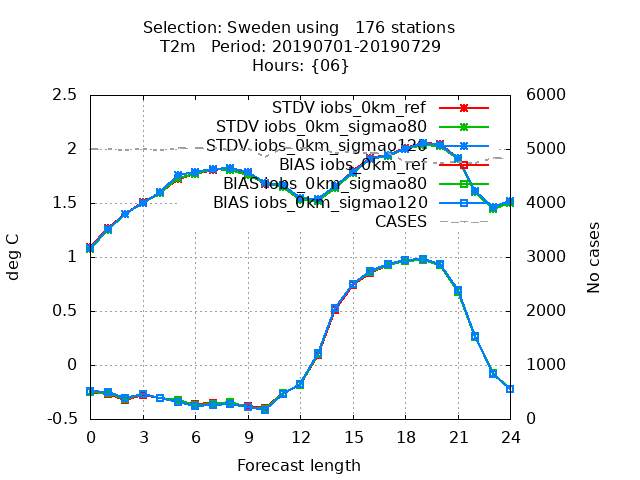 Selection: Sweden using   176 stations
T2m   Period: 20190701-20190729
Hours: {06}
STDV iobs_0km_ref
STDV iobs_0km_sigmao80
STDV iobs_0km_sigmao120
BIAS iobs_0km_ref
BIAS iobs_0km_sigmao80
BIAS iobs_0km_sigmao120
CASES
2.5
2
1.5
1
0.5
0
-0.5
deg C
6000
5000
4000
3000
2000
1000
0
No cases
0 3 6 9 12 15 18 21 24
Forecast length